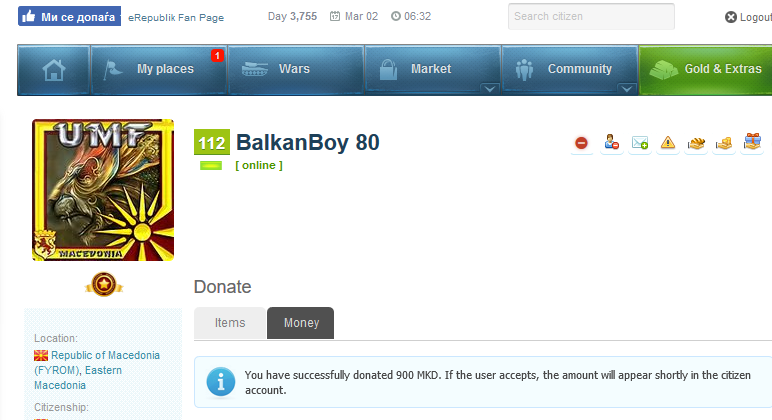 Ми се допаѓа
eRepublik Fan Page
Day 3,755
Mar 02
06:32
Search citizen
Logout
My places
1
Wars
Market
Community
Gold & Extras
UMF
MACEDONIA
112
BalkanBoy 80
[ online ]
Donate
Items
Money
Location:
Republic of Macedonia
(FYROM), Eastern
Macedonia
Citizenship:
You have successfully donated 900 MKD. If the user accepts, the amount will appear shortly in the citizen
account.